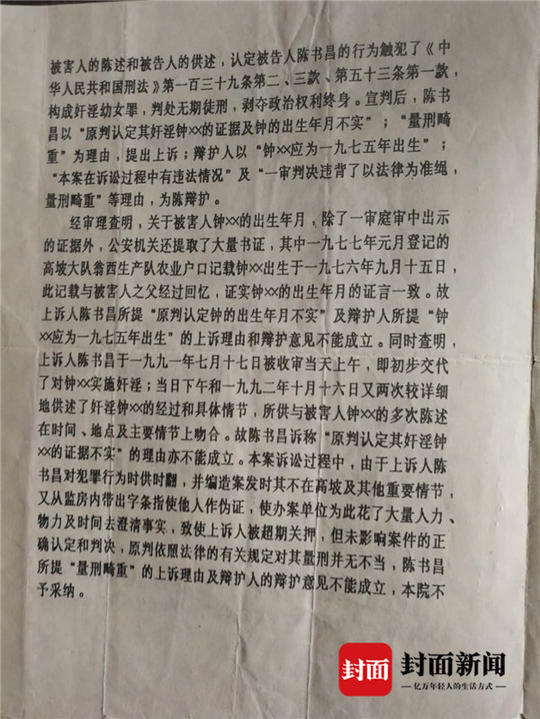 被害人的陈述和被告人的供述，认定被告人陈书昌的行为触犯了《中
华人民共和国刑法》第一百三十九条第二、三款、第五十三条第一款，
构成奸淫幼女罪，判处无期徒刑，剥夺政治权利终身。宣判后，陈书
昌以“原判认定其奸淫钟××的证据及钟的出生年月不实”；“量刑畸
重”为理由，提出上诉；辩护人以“钟××应为一九七五年出生”；
“本案在诉讼过程中有违法情况”及“一审判决违背了以法律为准绳，
量刑畸重”等理由，为陈辩护。
经审理查明，关于被害人钟××的出生年月，除了一审庭审中出示
的证据外，公安机关还提取了大量书证，其中一九七七年元月登记的
高坡大队翁西生产队农业户口记载钟××出生于一九七六年九月十五日，
此记载与被害人之父经过回忆，证实钟××的出生年月的证言一致。故
上诉人陈书昌所提“原判认定钟的出生年月不实”及辩护人所提“钟
××应为一九七五年出生”的上诉理由和辩护意见不能成立。同时查明，
上诉人陈书昌于一九九一年七月十七日被收审当天上午，即初步交代
了对钟××实施奸淫；当日下午和一九九二年十月十六日又两次较详细
地供述了奸淫钟××的经过和具体情节，所供与被害人钟××的多次陈述
在时间、地点及主要情节上吻合。故陈书昌诉称“原判认定其奸淫钟
××的证据不实”的理由亦不能成立。本案诉讼过程中，由于上诉人陈
书昌对犯罪行为时供时翻，并编造案发时其不在高坡及其他重要情节，
又从监房内带出字条指使他人作伪证，使办案单位为此花了大量人力、
物力及时间去澄清事实，致使上诉人被超期关押，但未影响案件的正
确认定和判决，原判依照法律的有关规定对其量刑并无不当，陈书昌
所提“量刑畸重”的上诉理由及辩护人的辩护意见不能成立，本院不
予采纳。
封面 封面新闻
亿万年轻人的生活方式